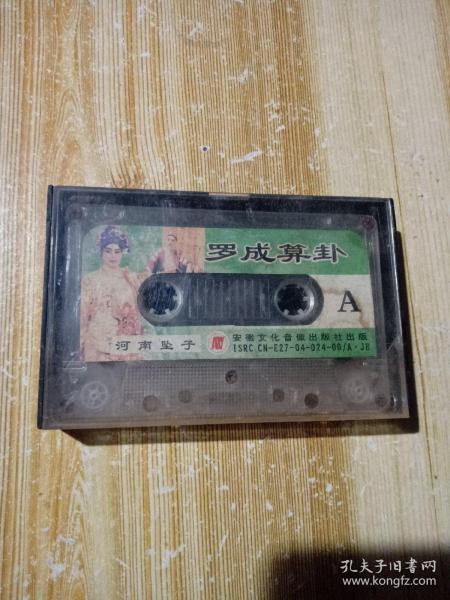 罗成算卦
A
河南坠子
安徽文化音像出版社出版
ISRC CN-E27-04-024-00/A·J8
孔夫子旧书网
www.kongfz.com